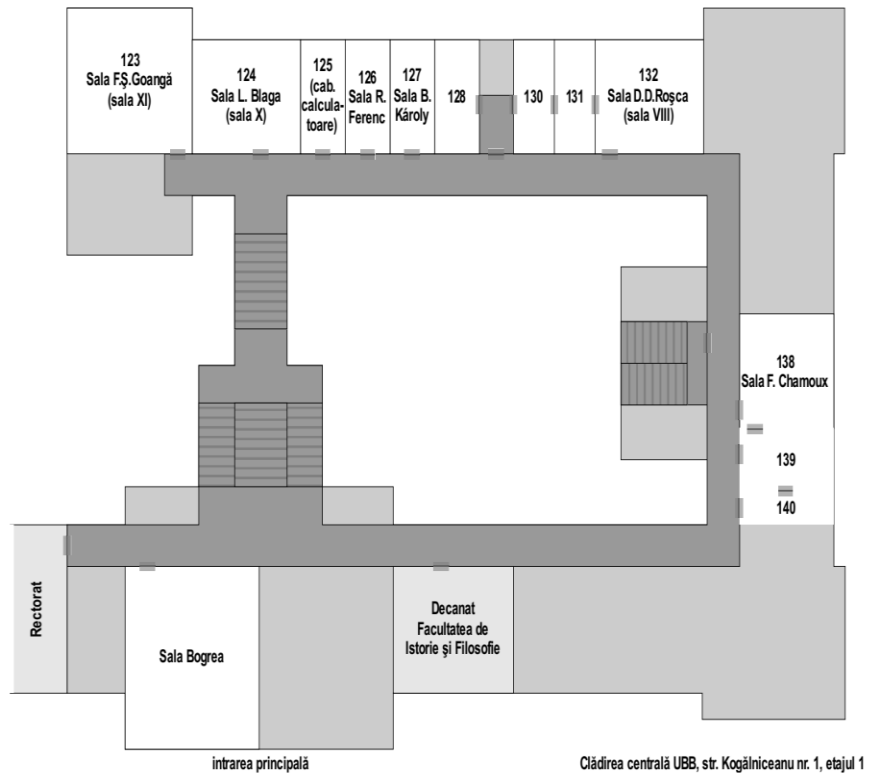 123
Sala F.Ş.Goangă
(sala XI)
124
Sala L. Blaga
(sala X)
125
(cab.
calcula-
toare)
126
Sala R.
Ferenc
127
Sala B.
Károly
128
130
131
132
Sala D.D.Roşca
(sala VIII)
138
Sala F. Chamoux
139
140
Rectorat
Sala Bogrea
Decanat
Facultatea de
Istorie şi Filosofie
intrarea principală
Clădirea centrală UBB, str. Kogălniceanu nr. 1, etajul 1